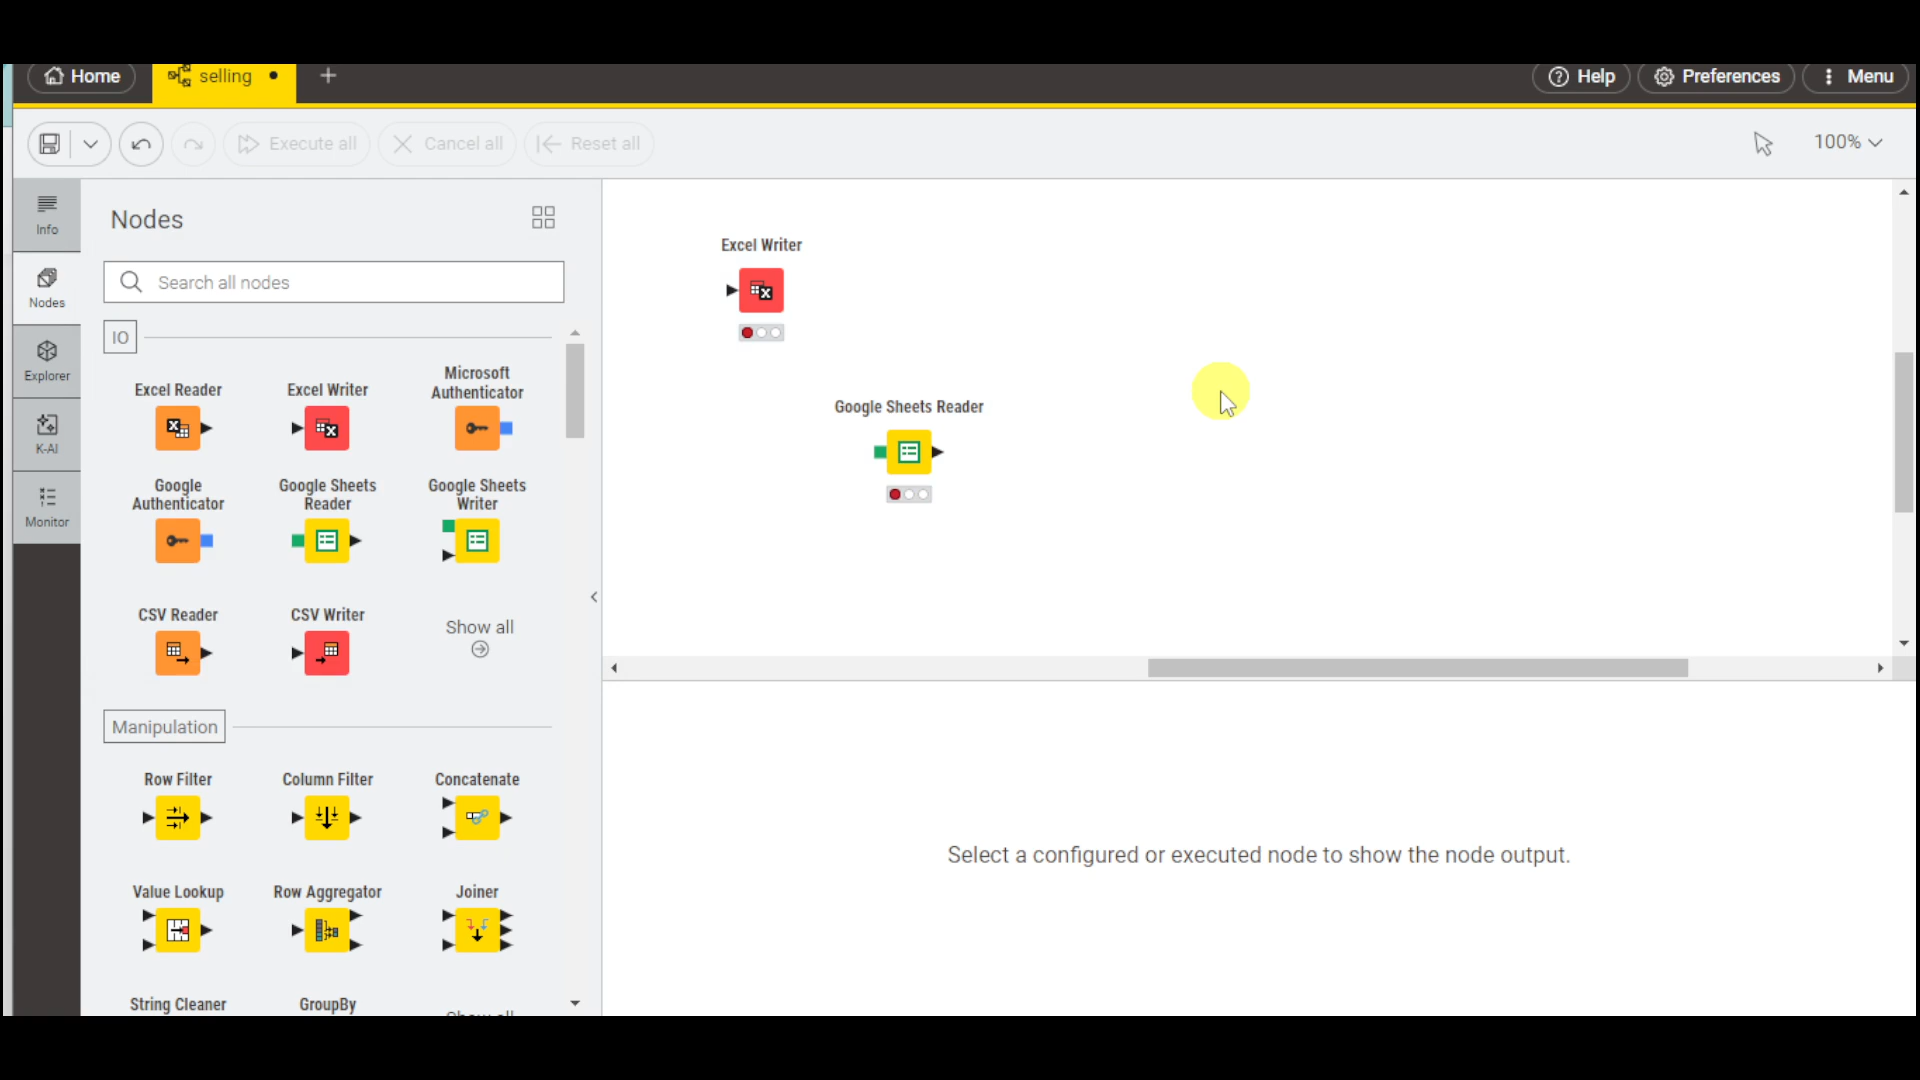 Home
selling
Help
Preferences
Menu
Execute all
Cancel all
Reset all
100%
Info
Nodes
Explorer
K-AI
Monitor
Nodes
Search all nodes
IO
Excel Reader
Excel Writer
Microsoft
Authenticator
Google
Authenticator
Google Sheets
Reader
Google Sheets
Writer
CSV Reader
CSV Writer
Show all
Manipulation
Row Filter
Column Filter
Concatenate
Value Lookup
Row Aggregator
Joiner
String Cleaner
GroupBy
Show all
Excel Writer
Google Sheets Reader
Select a configured or executed node to show the node output.